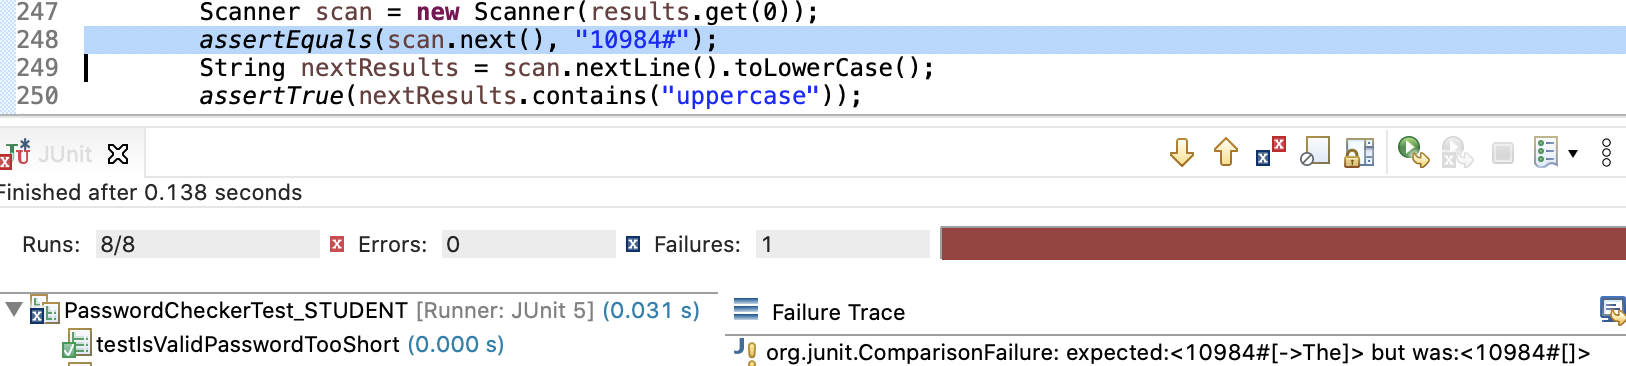 247 Scanner scan = new Scanner(results.get(0));
248 assertEquals(scan.next(), "10984#");
249 String nextResults = scan.nextLine().toLowerCase();
250 assertTrue(nextResults.contains("uppercase"));
JUnit
Finished after 0.138 seconds
Runs: 8/8 Errors: 0 Failures: 1
PasswordCheckerTest_STUDENT [Runner: JUnit 5] (0.031 s)
Failure Trace
testIsValidPasswordTooShort (0.000 s)
org.junit.ComparisonFailure: expected:<10984#[->The]> but was:<10984#[]>